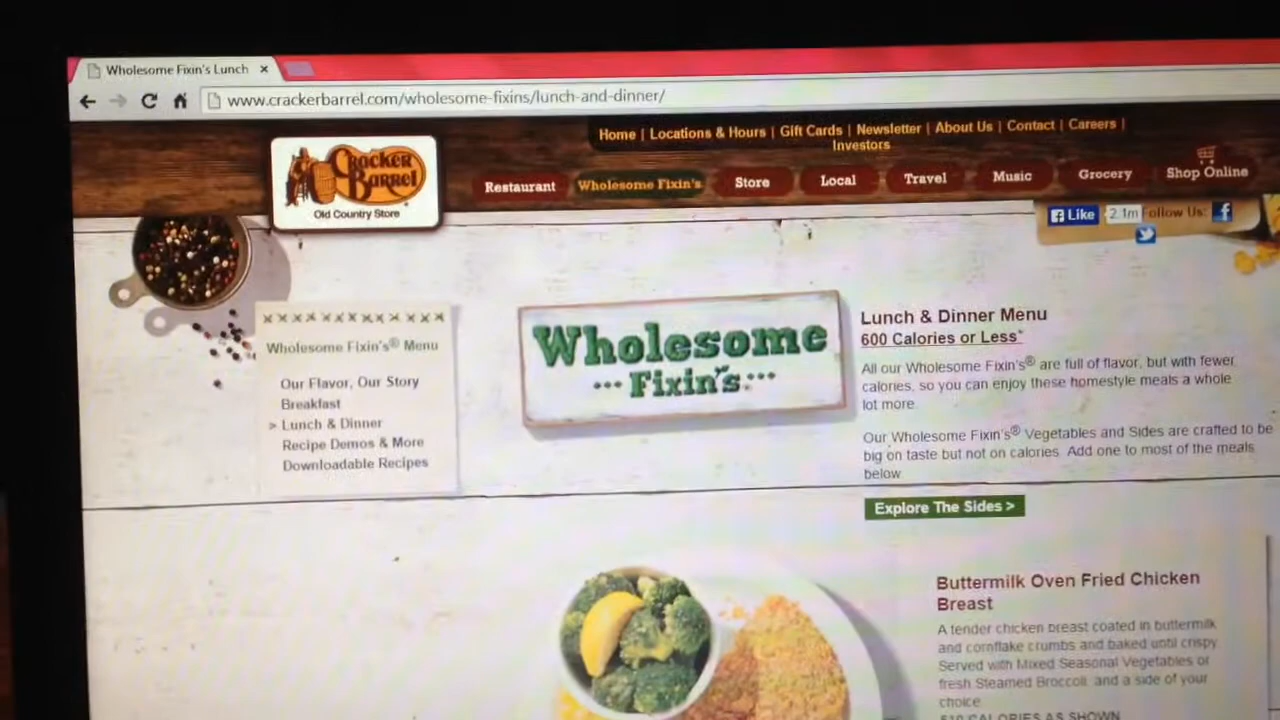 Wholesome Fixin's Lunch
www.crackerbarrel.com/wholesome-fixins/lunch-and-dinner/
Home | Locations & Hours | Gift Cards | Newsletter | About Us | Contact | Careers |
Investors
Cracker
Barrel
Old Country Store
Restaurant
Wholesome Fixin's
Store
Local
Travel
Music
Grocery
Shop Online
Like
2.1m
Follow Us:
Wholesome Fixin's® Menu
Our Flavor, Our Story
Breakfast
> Lunch & Dinner
Recipe Demos & More
Downloadable Recipes
Wholesome
Fixin's
Lunch & Dinner Menu
600 Calories or Less*
All our Wholesome Fixin's® are full of flavor, but with fewer
calories, so you can enjoy these homestyle meals a whole
lot more.
Our Wholesome Fixin's® Vegetables and Sides are crafted to be
big on taste but not on calories. Add one to most of the meals
below
Explore The Sides >
Buttermilk Oven Fried Chicken
Breast
A tender chicken breast coated in buttermilk
and cornflake crumbs and baked until crispy
Served with Mixed Seasonal Vegetables or
fresh Steamed Broccoli, and a side of your
choice.
510 CALORIES AS SHOWN